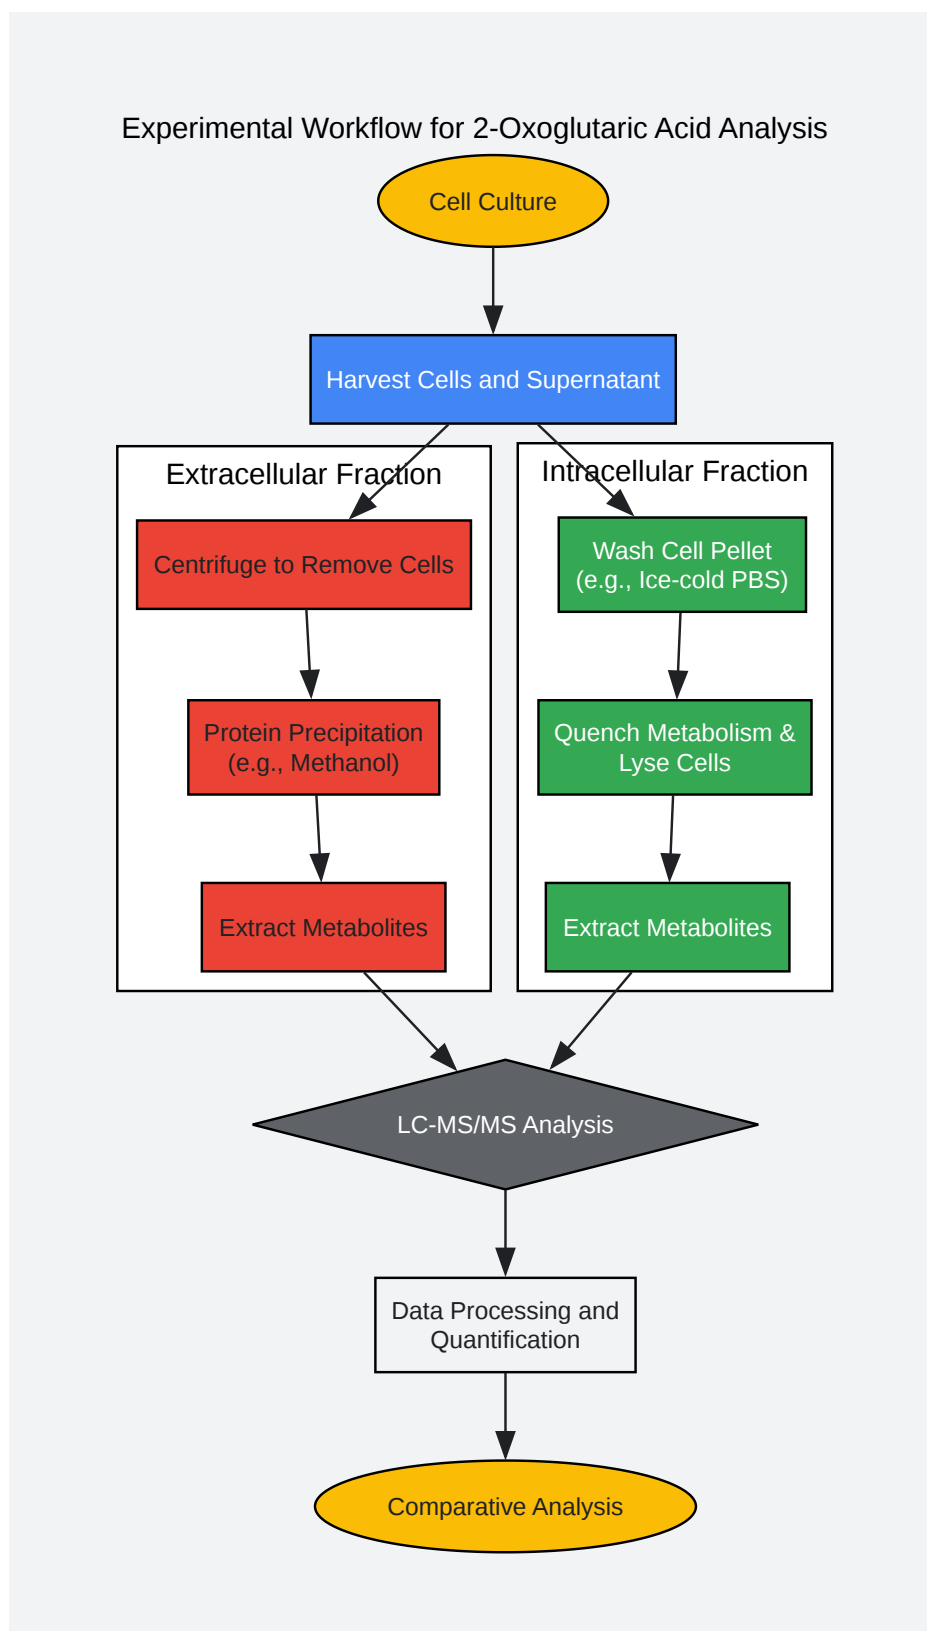 Experimental Workflow for 2-Oxoglutaric Acid Analysis
Cell Culture
Harvest Cells and Supernatant
Extracellular Fraction
Centrifuge to Remove Cells
Protein Precipitation
(e.g., Methanol)
Extract Metabolites
Intracellular Fraction
Wash Cell Pellet
(e.g., Ice-cold PBS)
Quench Metabolism &
Lyse Cells
Extract Metabolites
LC-MS/MS Analysis
Data Processing and
Quantification
Comparative Analysis